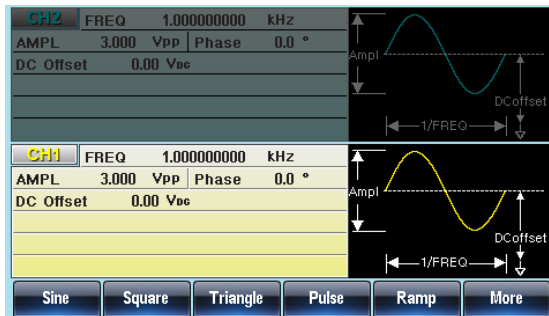 CH2 FREQ 1.000000000 kHz
AMPL 3.000 Vpp Phase 0.0 °
DC Offset 0.00 VDC
Ampl
DCoffset
1/FREQ
CH1 FREQ 1.000000000 kHz
AMPL 3.000 Vpp Phase 0.0 °
DC Offset 0.00 VDC
Ampl
DCoffset
1/FREQ
Sine Square Triangle Pulse Ramp More